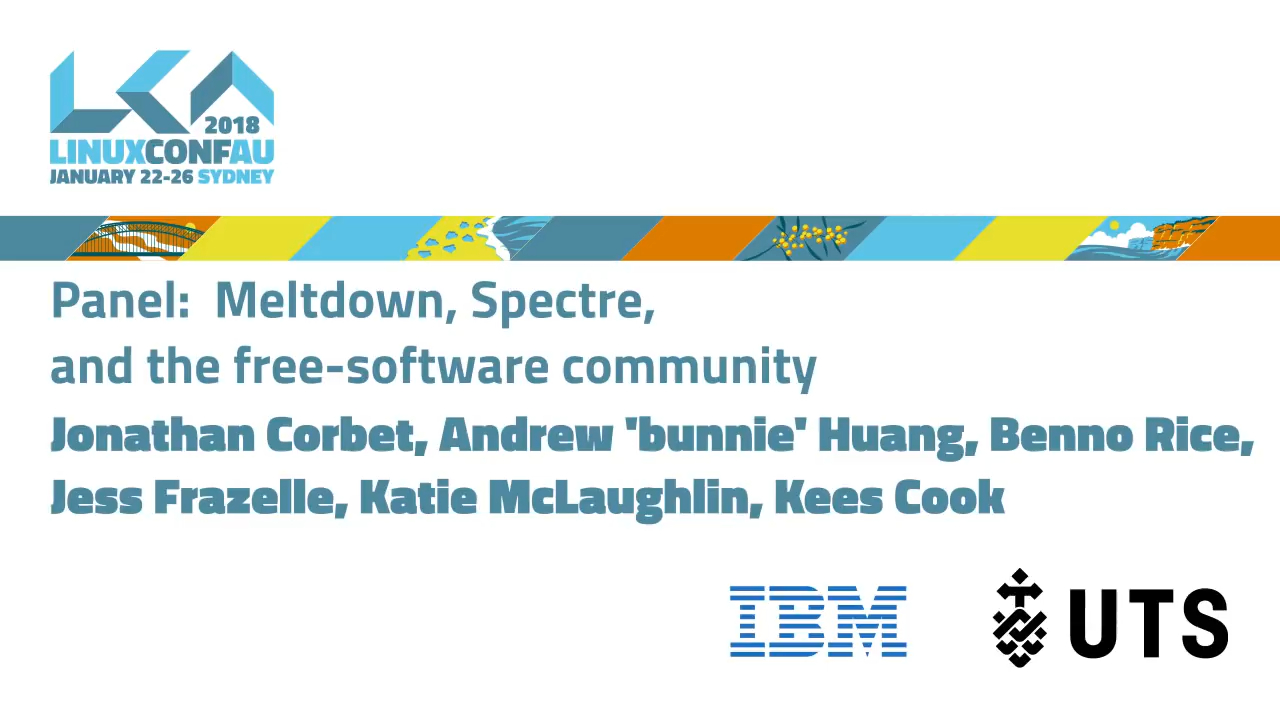 LCA
2018
LINUXCONFAU
JANUARY 22-26 SYDNEY
Panel: Meltdown, Spectre,
and the free-software community
Jonathan Corbet, Andrew 'bunnie' Huang, Benno Rice,
Jess Frazelle, Katie McLaughlin, Kees Cook
IBM
UTS